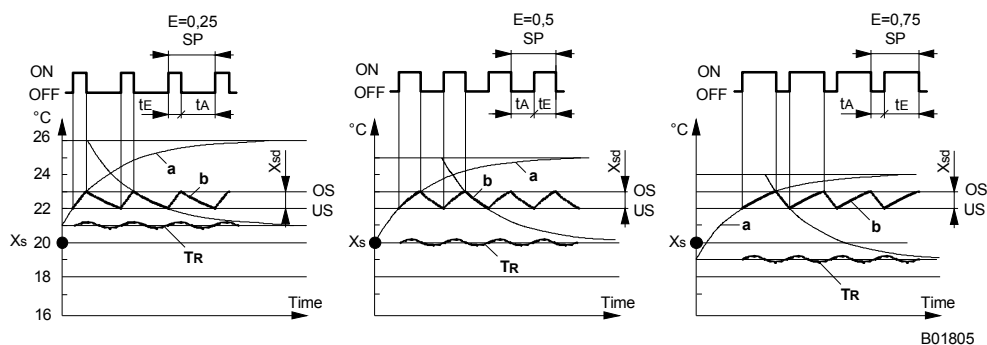 E=0,25
SP
ON
OFF
tE
tA
°C
26
24
22
Xs
20
18
16
a
b
TR
Xsd
OS
US
Time
E=0,5
SP
ON
OFF
tA
tE
°C
Xs
a
b
TR
Xsd
OS
US
Time
E=0,75
SP
ON
OFF
tA
tE
°C
Xs
a
b
TR
Xsd
OS
US
Time
B01805